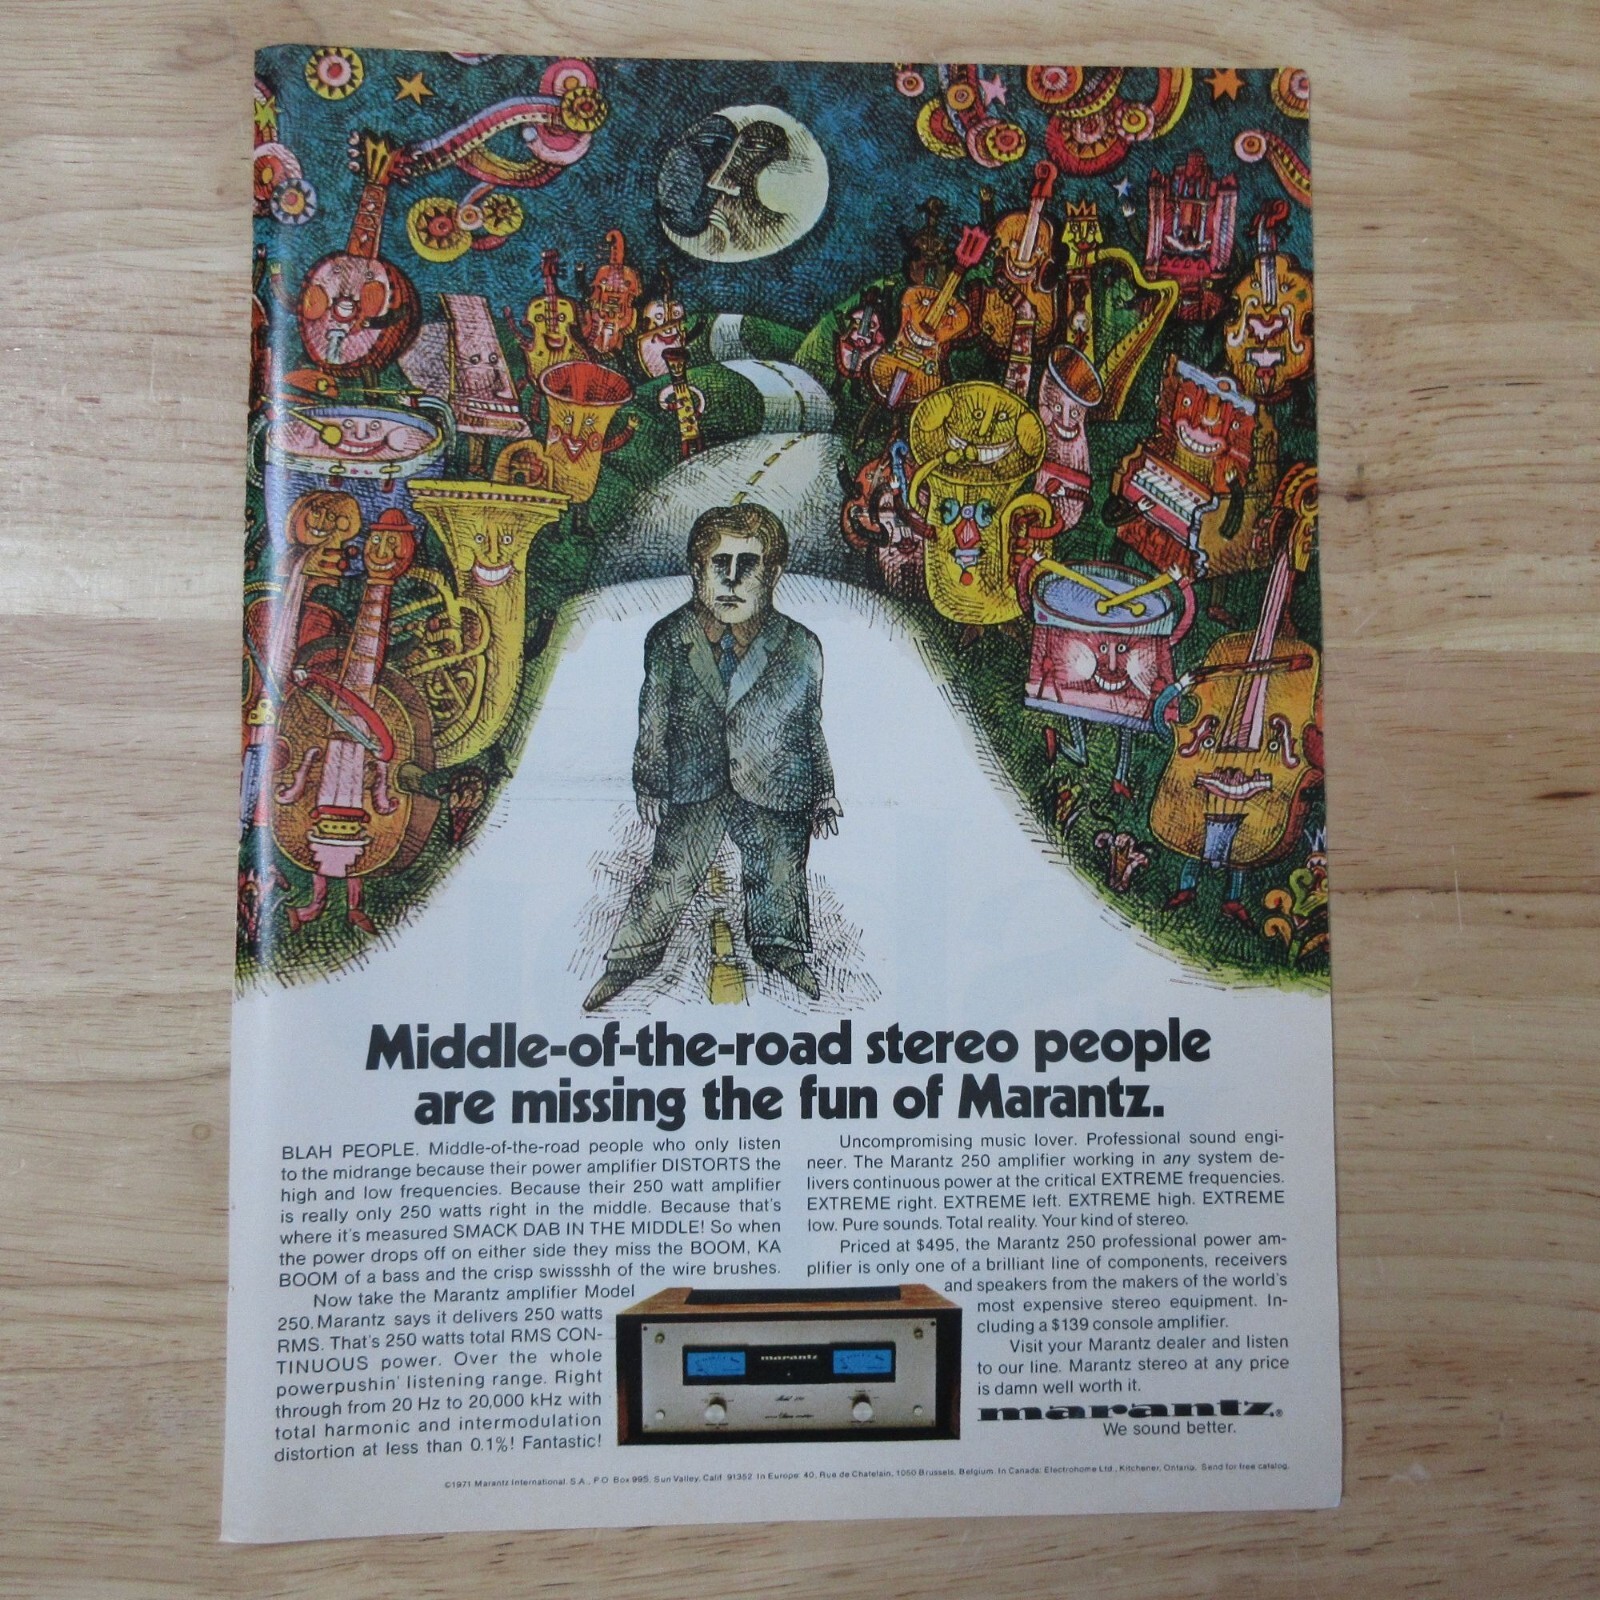 Middle-of-the-road stereo people
are missing the fun of Marantz.
BLAH PEOPLE. Middle-of-the-road people who only listen
to the midrange because their power amplifier DISTORTS the
high and low frequencies. Because their 250 watt amplifier
is really only 250 watts right in the middle. Because that's
where it's measured SMACK DAB IN THE MIDDLE! So when
the power drops off on either side they miss the BOOM, KA
BOOM of a bass and the crisp swissshh of the wire brushes.
Now take the Marantz amplifier Model
250. Marantz says it delivers 250 watts
RMS. That's 250 watts total RMS CON-
TINUOUS power. Over the whole
powerpushin' listening range. Right
through from 20 Hz to 20,000 kHz with
total harmonic and intermodulation
distortion at less than 0.1%! Fantastic!
Uncompromising music lover. Professional sound engi-
neer. The Marantz 250 amplifier working in any system de-
livers continuous power at the critical EXTREME frequencies.
EXTREME right. EXTREME left. EXTREME high. EXTREME
low. Pure sounds. Total reality. Your kind of stereo.
Priced at $495, the Marantz 250 professional power am-
plifier is only one of a brilliant line of components, receivers
and speakers from the makers of the world's
most expensive stereo equipment. In-
cluding a $139 console amplifier.
Visit your Marantz dealer and listen
to our line. Marantz stereo at any price
is damn well worth it.
marantz
marantz®
We sound better.
©1971 Marantz International, S.A., P.O. Box 995, Sun Valley, Calif. 91352 In Europe: 40, Rue de Chatelain, 1050 Brussels, Belgium. In Canada: Electrohome Ltd., Kitchener, Ontario. Send for free catalog.